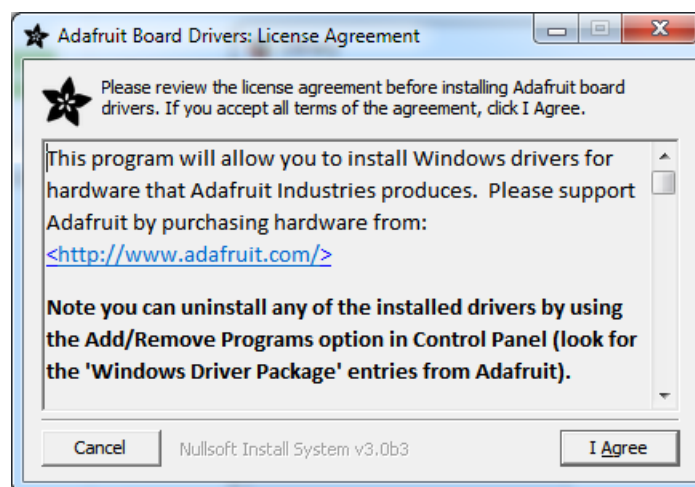 Adafruit Board Drivers: License Agreement
Please review the license agreement before installing Adafruit board
drivers. If you accept all terms of the agreement, click I Agree.
This program will allow you to install Windows drivers for
hardware that Adafruit Industries produces.  Please support
Adafruit by purchasing hardware from:
<http://www.adafruit.com/>
Note you can uninstall any of the installed drivers by using
the Add/Remove Programs option in Control Panel (look for
the 'Windows Driver Package' entries from Adafruit).
Cancel
Nullsoft Install System v3.0b3
I Agree